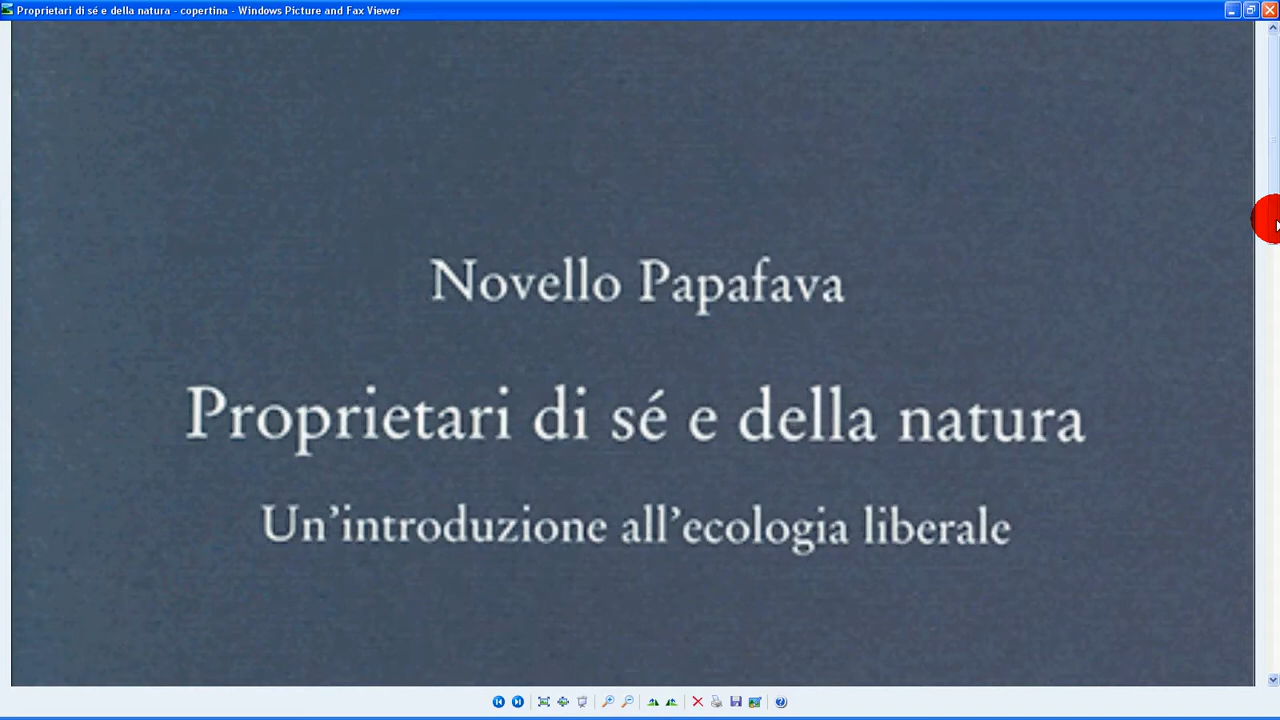 Proprietari di sé e della natura - copertina - Windows Picture and Fax Viewer
Novello Papafava
Proprietari di sé e della natura
Un’introduzione all’ecologia liberale